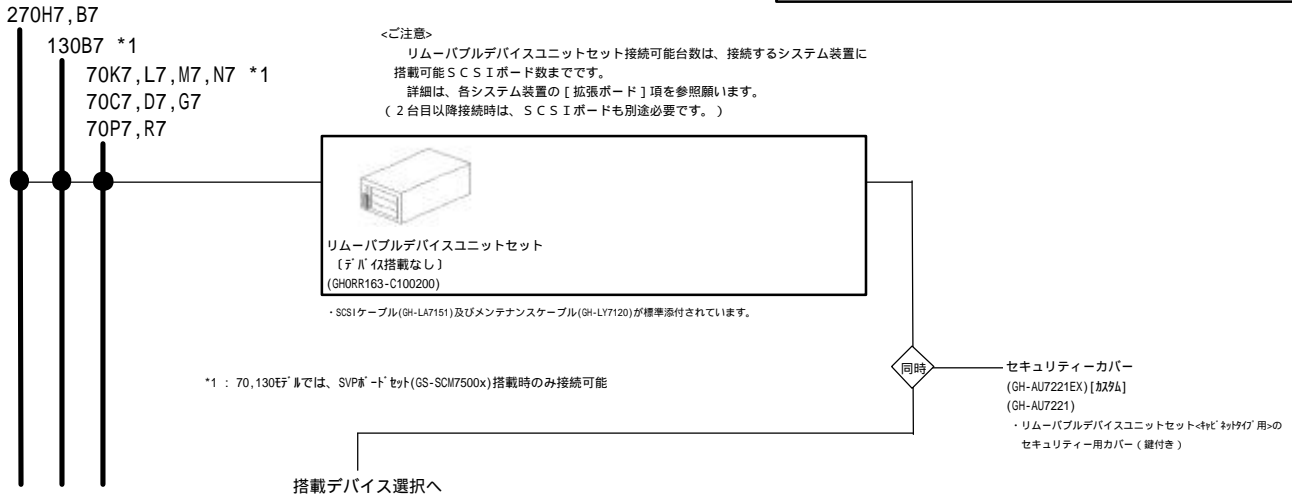 270H7,B7
130B7 *1
70K7,L7,M7,N7 *1
70C7,D7,G7
70P7,R7
<ご注意>
リムーバブルデバイスユニットセット接続可能台数は、接続するシステム装置に
搭載可能ＳＣＳＩボード数までです。
詳細は、各システム装置の［拡張ボード］項を参照願います。
(２台目以降接続時は、ＳＣＳＩボードも別途必要です。)
リムーバブルデバイスユニットセット
〔ﾃﾞﾊﾞｲｽ搭載なし〕
(GH0RR163-C100200)
・SCSIケーブル(GH-LA7151)及びメンテナンスケーブル(GH-LY7120)が標準添付されています。
*1 : 70,130ﾓﾃﾞﾙでは、SVPﾎﾞｰﾄﾞｾｯﾄ(GS-SCM7500x)搭載時のみ接続可能
同時
セキュリティーカバー
(GH-AU7221EX)[ｶｽﾀﾑ]
(GH-AU7221)
・リムーバブルデバイスユニットセット<ｷｬﾋﾞﾈｯﾄﾀｲﾌﾟ用>の
セキュリティー用カバー(鍵付き)
搭載デバイス選択へ